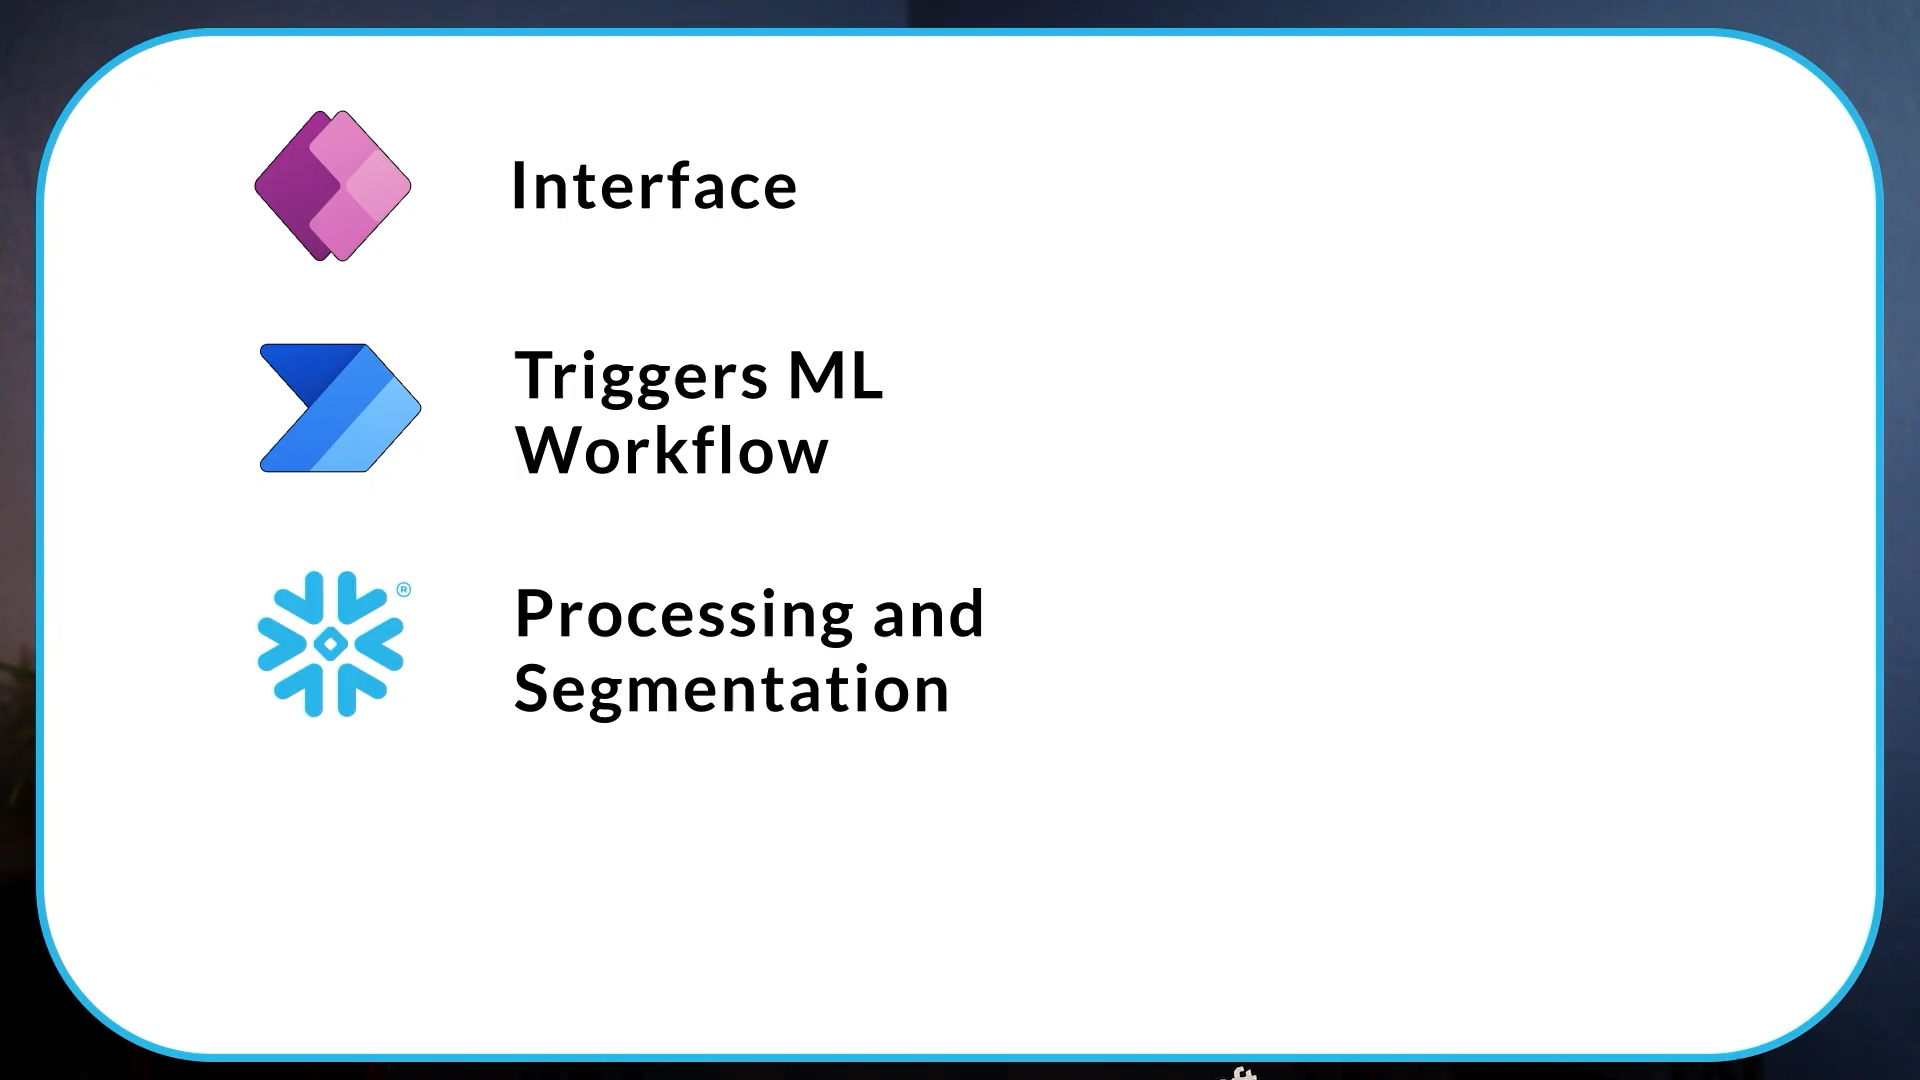 Interface
Triggers ML
Workflow
®
Processing and
Segmentation